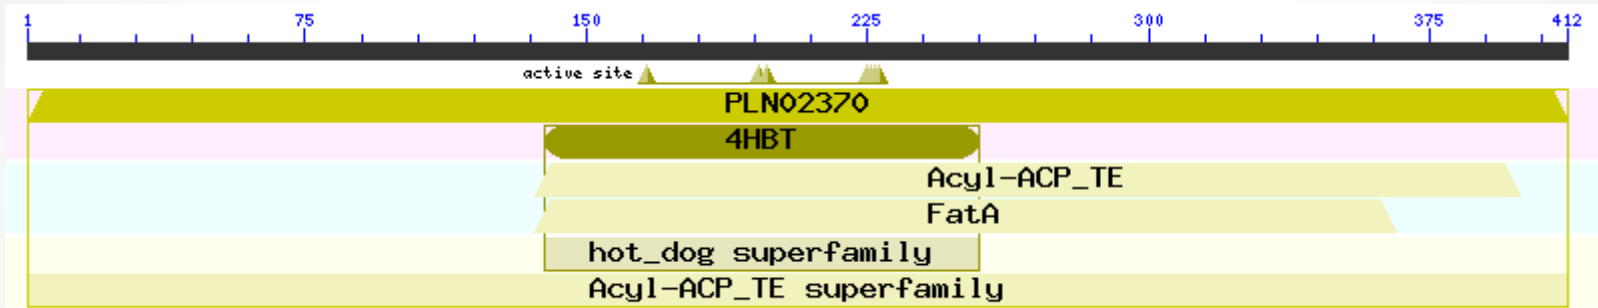 1 75 150 225 300 375 412
active site
PLN02370
4HBT
Acyl-ACP_TE
FatA
hot_dog superfamily
Acyl-ACP_TE superfamily